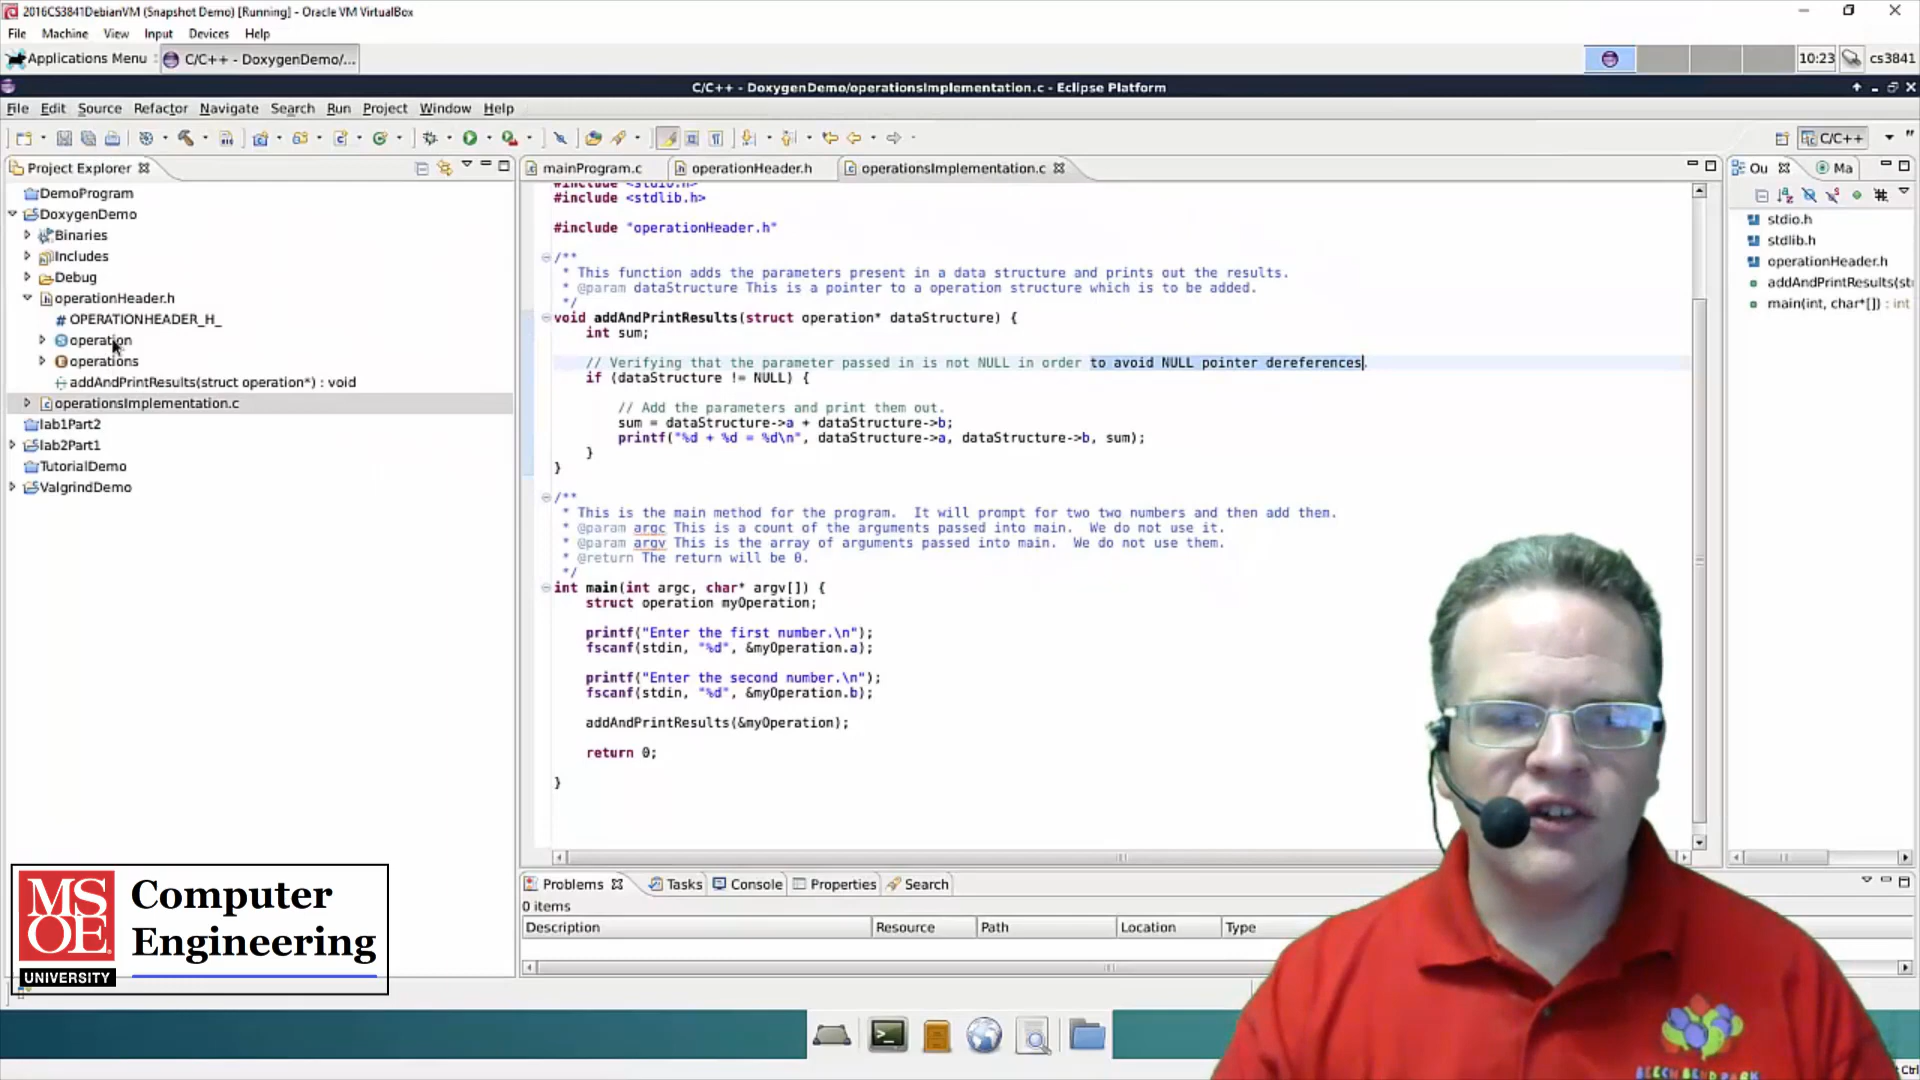 2016CS3841DebianVM (Snapshot Demo) [Running] - Oracle VM VirtualBox
File Machine View Input Devices Help
Applications Menu C/C++ - DoxygenDemo/... 10:23 cs3841
C/C++ - DoxygenDemo/operationsImplementation.c - Eclipse Platform
File Edit Source Refactor Navigate Search Run Project Window Help
C/C++
Project Explorer
DemoProgram
DoxygenDemo
Binaries
Includes
Debug
operationHeader.h
# OPERATIONHEADER_H_
operation
operations
addAndPrintResults(struct operation*) : void
operationsImplementation.c
lab1Part2
lab2Part1
TutorialDemo
ValgrindDemo
mainProgram.c operationHeader.h operationsImplementation.c
#include <stdio.h>
#include <stdlib.h>
#include "operationHeader.h"
/**
* This function adds the parameters present in a data structure and prints out the results.
* @param dataStructure This is a pointer to a operation structure which is to be added.
*/
void addAndPrintResults(struct operation* dataStructure) {
int sum;
// Verifying that the parameter passed in is not NULL in order to avoid NULL pointer dereferences.
if (dataStructure != NULL) {
// Add the parameters and print them out.
sum = dataStructure->a + dataStructure->b;
printf("%d + %d = %d\n", dataStructure->a, dataStructure->b, sum);
}
}
/**
* This is the main method for the program.  It will prompt for two two numbers and then add them.
* @param argc This is a count of the arguments passed into main.  We do not use it.
* @param argv This is the array of arguments passed into main.  We do not use them.
* @return The return will be 0.
*/
int main(int argc, char* argv[]) {
struct operation myOperation;
printf("Enter the first number.\n");
fscanf(stdin, "%d", &myOperation.a);
printf("Enter the second number.\n");
fscanf(stdin, "%d", &myOperation.b);
addAndPrintResults(&myOperation);
return 0;
}
Ou Ma
stdio.h
stdlib.h
operationHeader.h
addAndPrintResults(st
main(int, char*[]) : int
Problems Tasks Console Properties Search
0 items
Description Resource Path Location Type
MSOE
UNIVERSITY
Computer
Engineering
BEECH BEND PARK
Ctrl